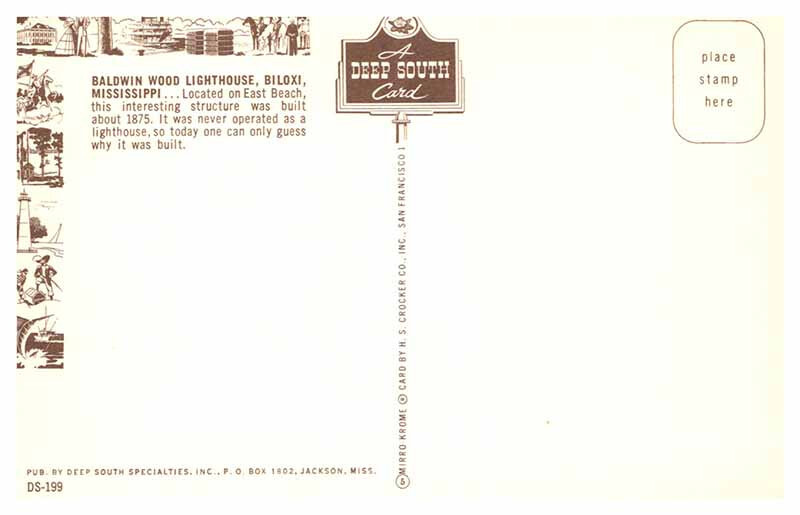 BALDWIN WOOD LIGHTHOUSE, BILOXI,
MISSISSIPPI... Located on East Beach,
this interesting structure was built
about 1875. It was never operated as a
lighthouse, so today one can only guess
why it was built.
A
DEEP SOUTH
Card
place
stamp
here
MIRRO KROME ® CARD BY H. S. CROCKER CO., INC., SAN FRANCISCO 1
5
PUB. BY DEEP SOUTH SPECIALTIES, INC., P. O. BOX 1802, JACKSON, MISS.
DS-199